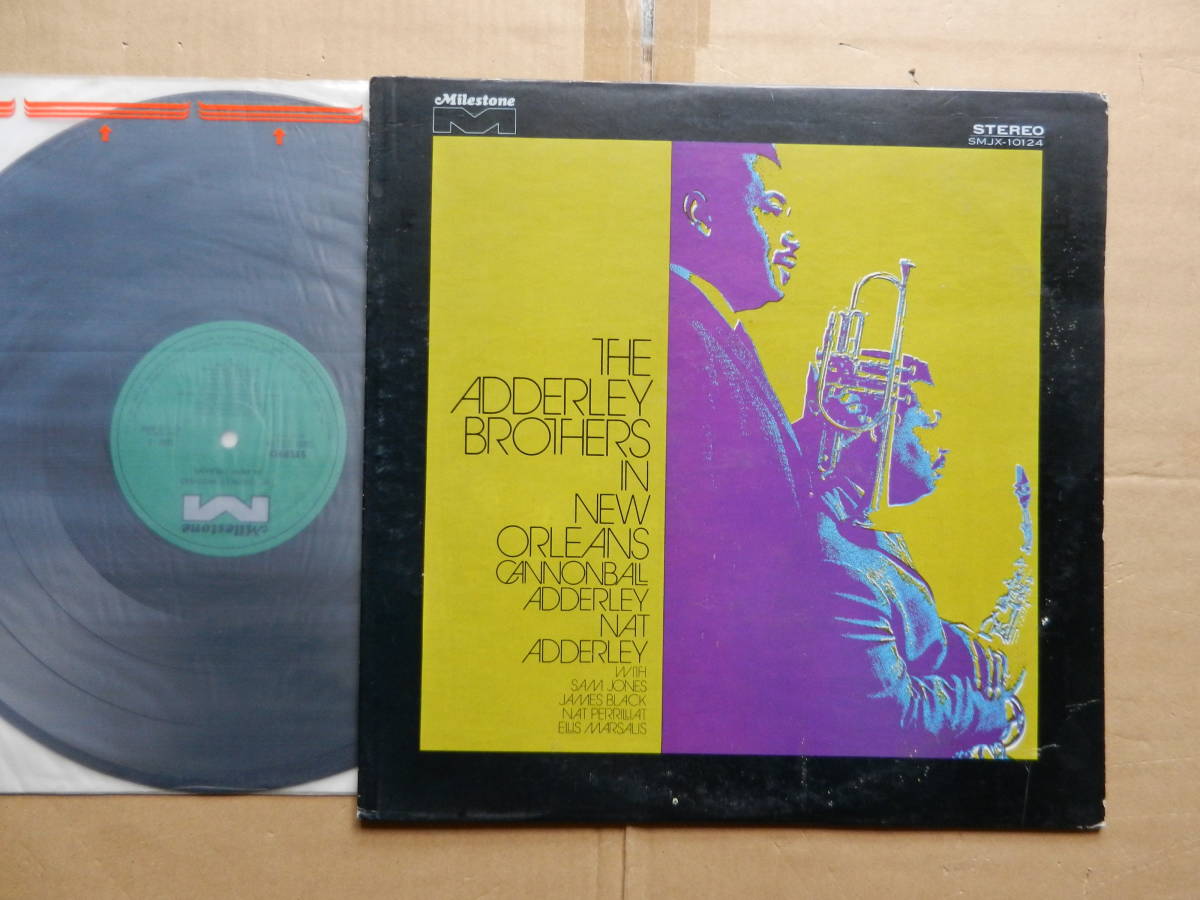 Milestone
STEREO
SMJX-10124
THE
ADDERLEY
BROTHERS
IN
NEW
ORLEANS
CANNONBALL
ADDERLEY
NAT
ADDERLEY
WITH
SAM JONES
JAMES BLACK
NAT PERRILLIAT
ELLIS MARSALIS
STEREO
Milestone